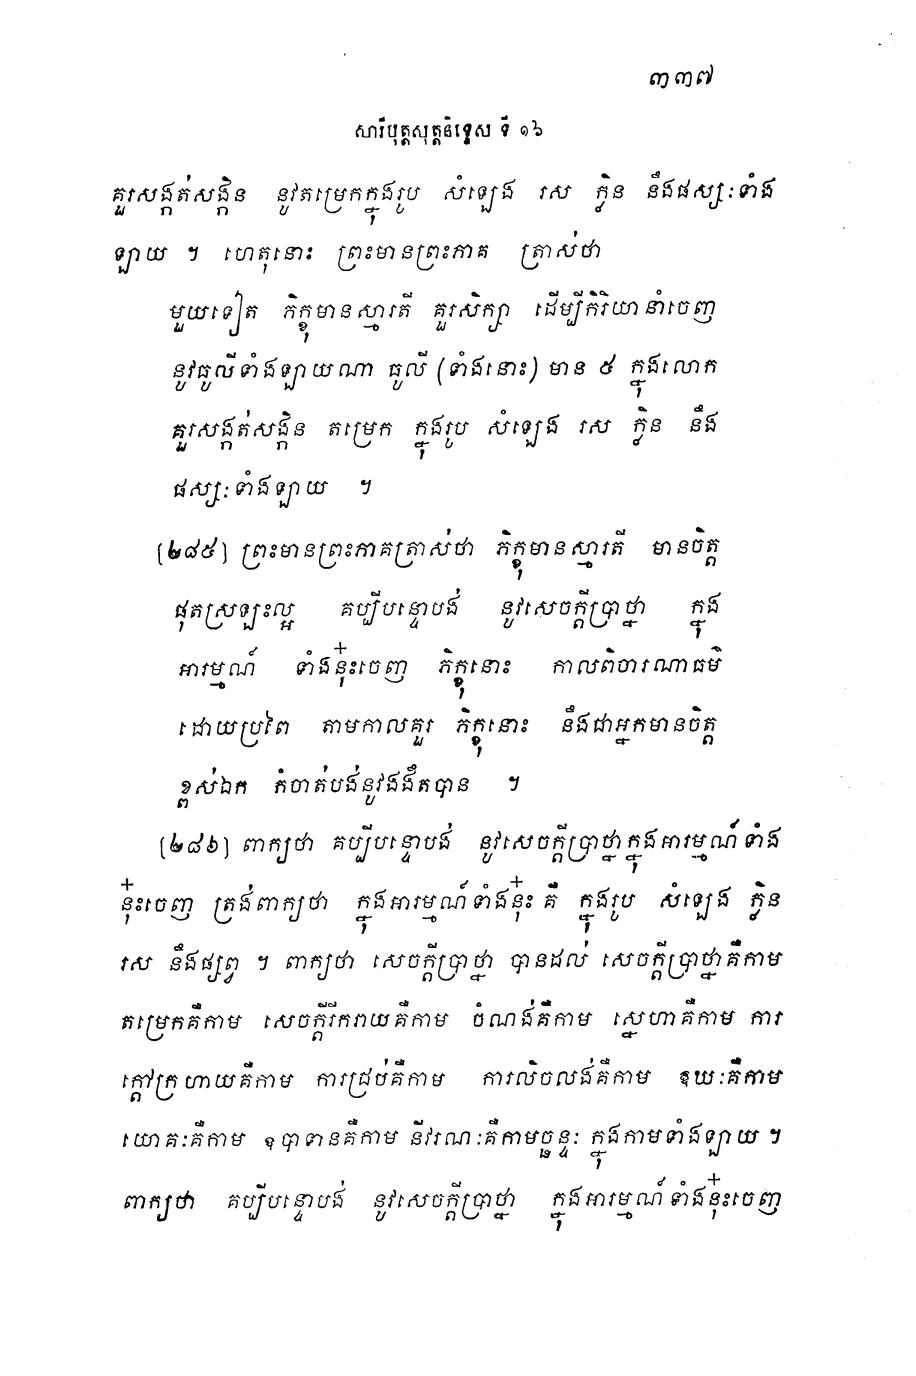 ៣៣៧
សារីបុត្តសុត្តនិទ្ទេស ទី ១៦
គួរសង្កត់សង្កិន នូវតម្រេកក្នុងរូប សំឡេង រស ក្លិន នឹងផស្សៈទាំង
ឡាយ ។ ហេតុនោះ ព្រះមានព្រះភាគ ត្រាស់ថា
មួយទៀត ភិក្ខុមានស្មារតី គួរសិក្សា ដើម្បីកិរិយានាំចេញ
នូវធូលីទាំងឡាយណា ធូលី (ទាំងនោះ) មាន ៥ ក្នុងលោក
គួរសង្កត់សង្កិន តម្រេក ក្នុងរូប សំឡេង រស ក្លិន នឹង
ផស្សៈទាំងឡាយ ។
(២៨៥) ព្រះមានព្រះភាគត្រាស់ថា ភិក្ខុមានស្មារតី មានចិត្ត
ផុតស្រឡះល្អ គប្បីបន្ទោបង់ នូវសេចក្តីប្រាថ្នា ក្នុង
អារម្មណ៍ ទាំងនុ៎ះចេញ ភិក្ខុនោះ កាលពិចារណាធម៌
ដោយប្រពៃ តាមកាលគួរ ភិក្ខុនោះ នឹងជាអ្នកមានចិត្ត
ខ្ពស់ឯក កំចាត់បង់នូវងងឹតបាន ។
(២៨៦) ពាក្យថា គប្បីបន្ទោបង់ នូវសេចក្តីប្រាថ្នាក្នុងអារម្មណ៍ទាំង
នុ៎ះចេញ ត្រង់ពាក្យថា ក្នុងអារម្មណ៍ទាំងនុ៎ះ គឺ ក្នុងរូប សំឡេង ក្លិន
រស នឹងផ្សព្វ ។ ពាក្យថា សេចក្តីប្រាថ្នា បានដល់ សេចក្តីប្រាថ្នាគឺកាម
តម្រេកគឺកាម សេចក្តីរីករាយគឺកាម ចំណង់គឺកាម ស្នេហាគឺកាម ការ
ក្តៅក្រហាយគឺកាម ការជ្រប់គឺកាម ការលិចលង់គឺកាម ឱឃៈគឺកាម
យោគៈគឺកាម ឧបាទានគឺកាម នីវរណៈគឺកាមច្ឆន្ទៈ ក្នុងកាមទាំងឡាយ ។
ពាក្យថា គប្បីបន្ទោបង់ នូវសេចក្តីប្រាថ្នា ក្នុងអារម្មណ៍ទាំងនុ៎ះចេញ